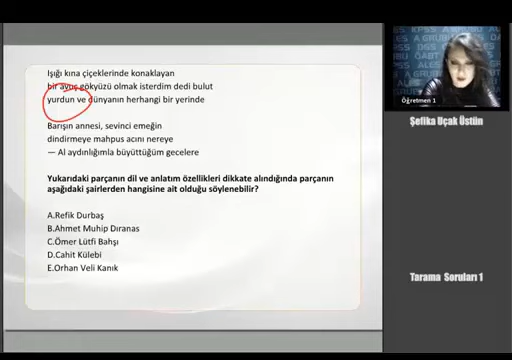 Işığı kına çiçeklerinde konaklayan
bir avuç gökyüzü olmak isterdim dedi bulut
yurdun ve dünyanın herhangi bir yerinde
Barışın annesi, sevinci emeğin
dindirmeye mahpus acını nereye
— Al aydınlığımla büyüttüğüm gecelere
Yukarıdaki parçanın dil ve anlatım özellikleri dikkate alındığında parçanın
aşağıdaki şairlerden hangisine ait olduğu söylenebilir?
A.Refik Durbaş
B.Ahmet Muhip Dıranas
C.Ömer Lütfi Bahşı
D.Cahit Külebi
E.Orhan Veli Kanık
Öğretmen 1
Şefika Uçak Üstün
Tarama Soruları 1